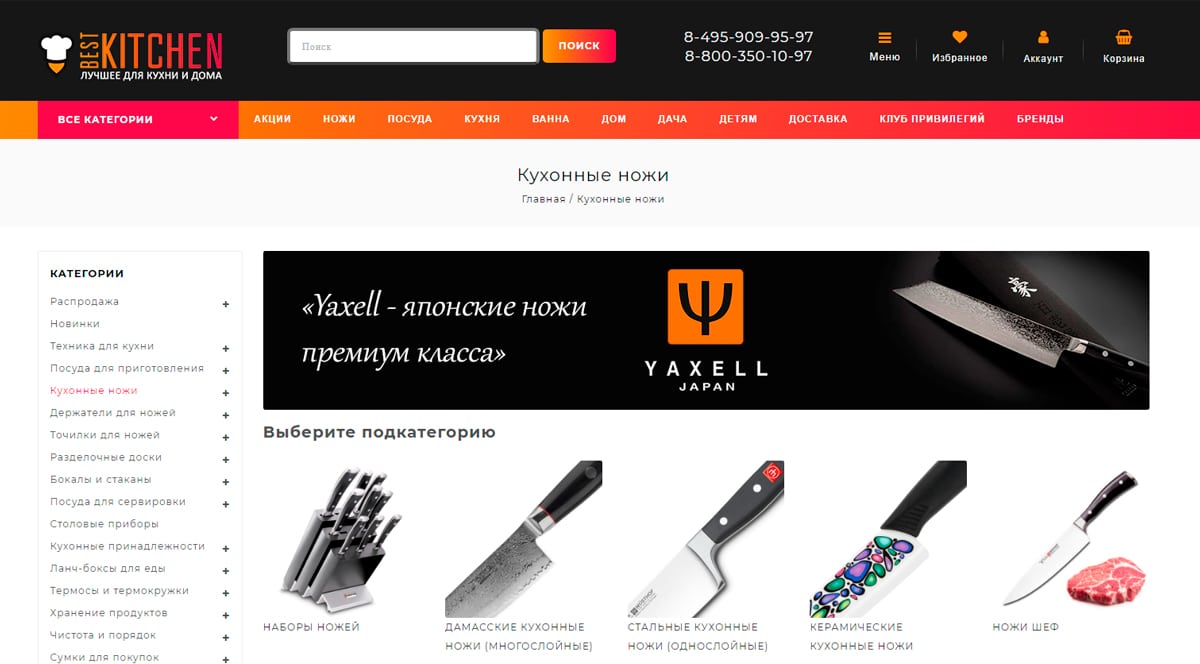 BEST
KITCHEN
ЛУЧШЕЕ ДЛЯ КУХНИ И ДОМА
Поиск
ПОИСК
8-495-909-95-97
8-800-350-10-97
Меню
Избранное
Аккаунт
Корзина
ВСЕ КАТЕГОРИИ
АКЦИИ
НОЖИ
ПОСУДА
КУХНЯ
ВАННА
ДОМ
ДАЧА
ДЕТЯМ
ДОСТАВКА
КЛУБ ПРИВИЛЕГИЙ
БРЕНДЫ
Кухонные ножи
Главная / Кухонные ножи
КАТЕГОРИИ
Распродажа +
Новинки
Техника для кухни +
Посуда для приготовления +
Кухонные ножи +
Держатели для ножей +
Точилки для ножей +
Разделочные доски +
Бокалы и стаканы +
Посуда для сервировки +
Столовые приборы
Кухонные принадлежности +
Ланч-боксы для еды +
Термосы и термокружки +
Хранение продуктов +
Чистота и порядок +
Сумки для покупок +
«Yaxell - японские ножи
премиум класса»
YAXELL
JAPAN
Выберите подкатегорию
НАБОРЫ НОЖЕЙ
ДАМАССКИЕ КУХОННЫЕ
НОЖИ (МНОГОСЛОЙНЫЕ)
WÜSTHOF
СТАЛЬНЫЕ КУХОННЫЕ
НОЖИ (ОДНОСЛОЙНЫЕ)
КЕРАМИЧЕСКИЕ
КУХОННЫЕ НОЖИ
НОЖИ ШЕФ